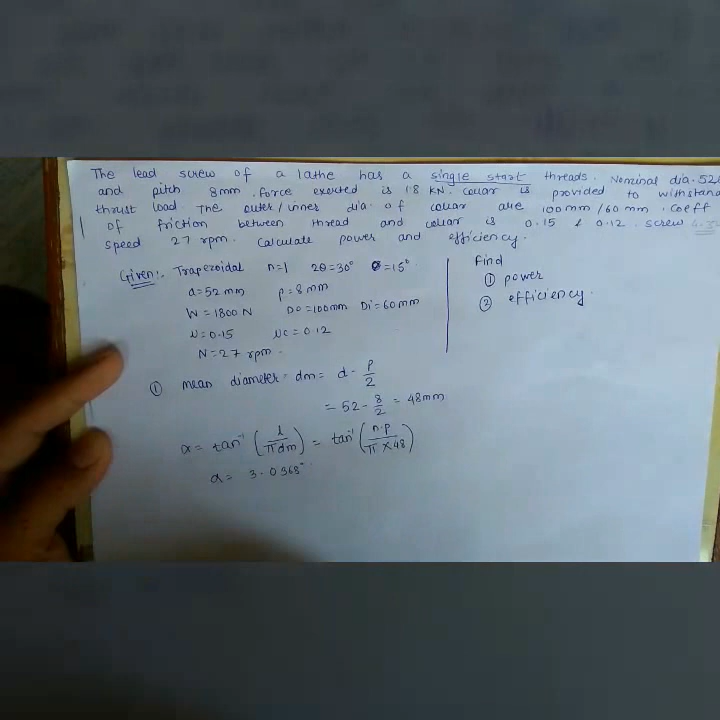 The lead screw of a lathe has a single start threads. Nominal dia. 52
and pitch 8mm. force exerted is 1.8 KN. collar is provided to withstand
thrust load. The outer/inner dia. of collar are 100mm/60 mm. Coeff
of friction between thread and collar is 0.15 & 0.12. screw
speed 27 rpm. Calculate power and efficiency.
Given:. Trapezoidal n=1 2θ=30° θ=15°
d=52 mm p=8 mm
W=1800 N Do=100mm Di=60 mm
μ=0.15 μc=0.12
N=27 rpm.
find
① power
② efficiency.
① mean diameter = dm = d - p/2
= 52 - 8/2 = 48mm
α = tan⁻¹ (l/πdm) = tan⁻¹ (n.p/π×48)
α = 3.0368°